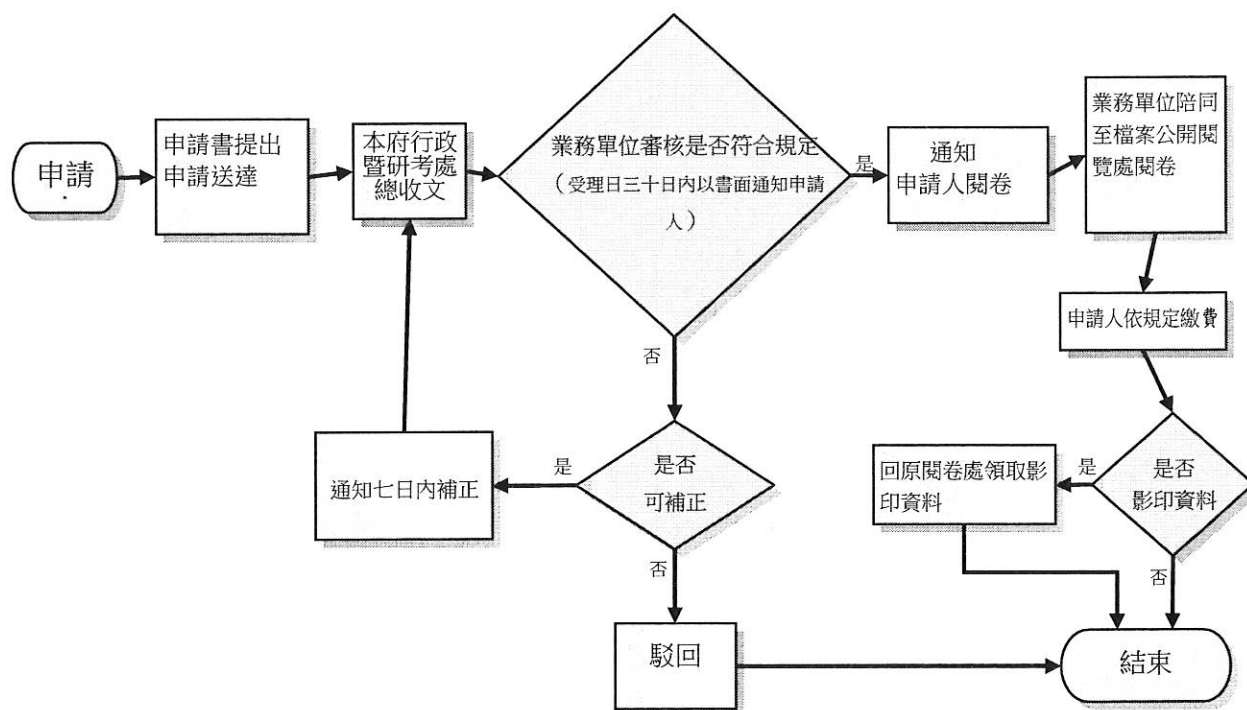 申請
申請書提出
申請送達
本府行政
暨研考處
總收文
業務單位審核是否符合規定
(受理日三十日內以書面通知申請
人)
是
通知
申請人閱卷
業務單位陪同
至檔案公開閱
覽處閱卷
申請人依規定繳費
否
是否
可補正
是
通知七日內補正
是否
影印資料
是
回原閱卷處領取影
印資料
否
否
駁回
結束